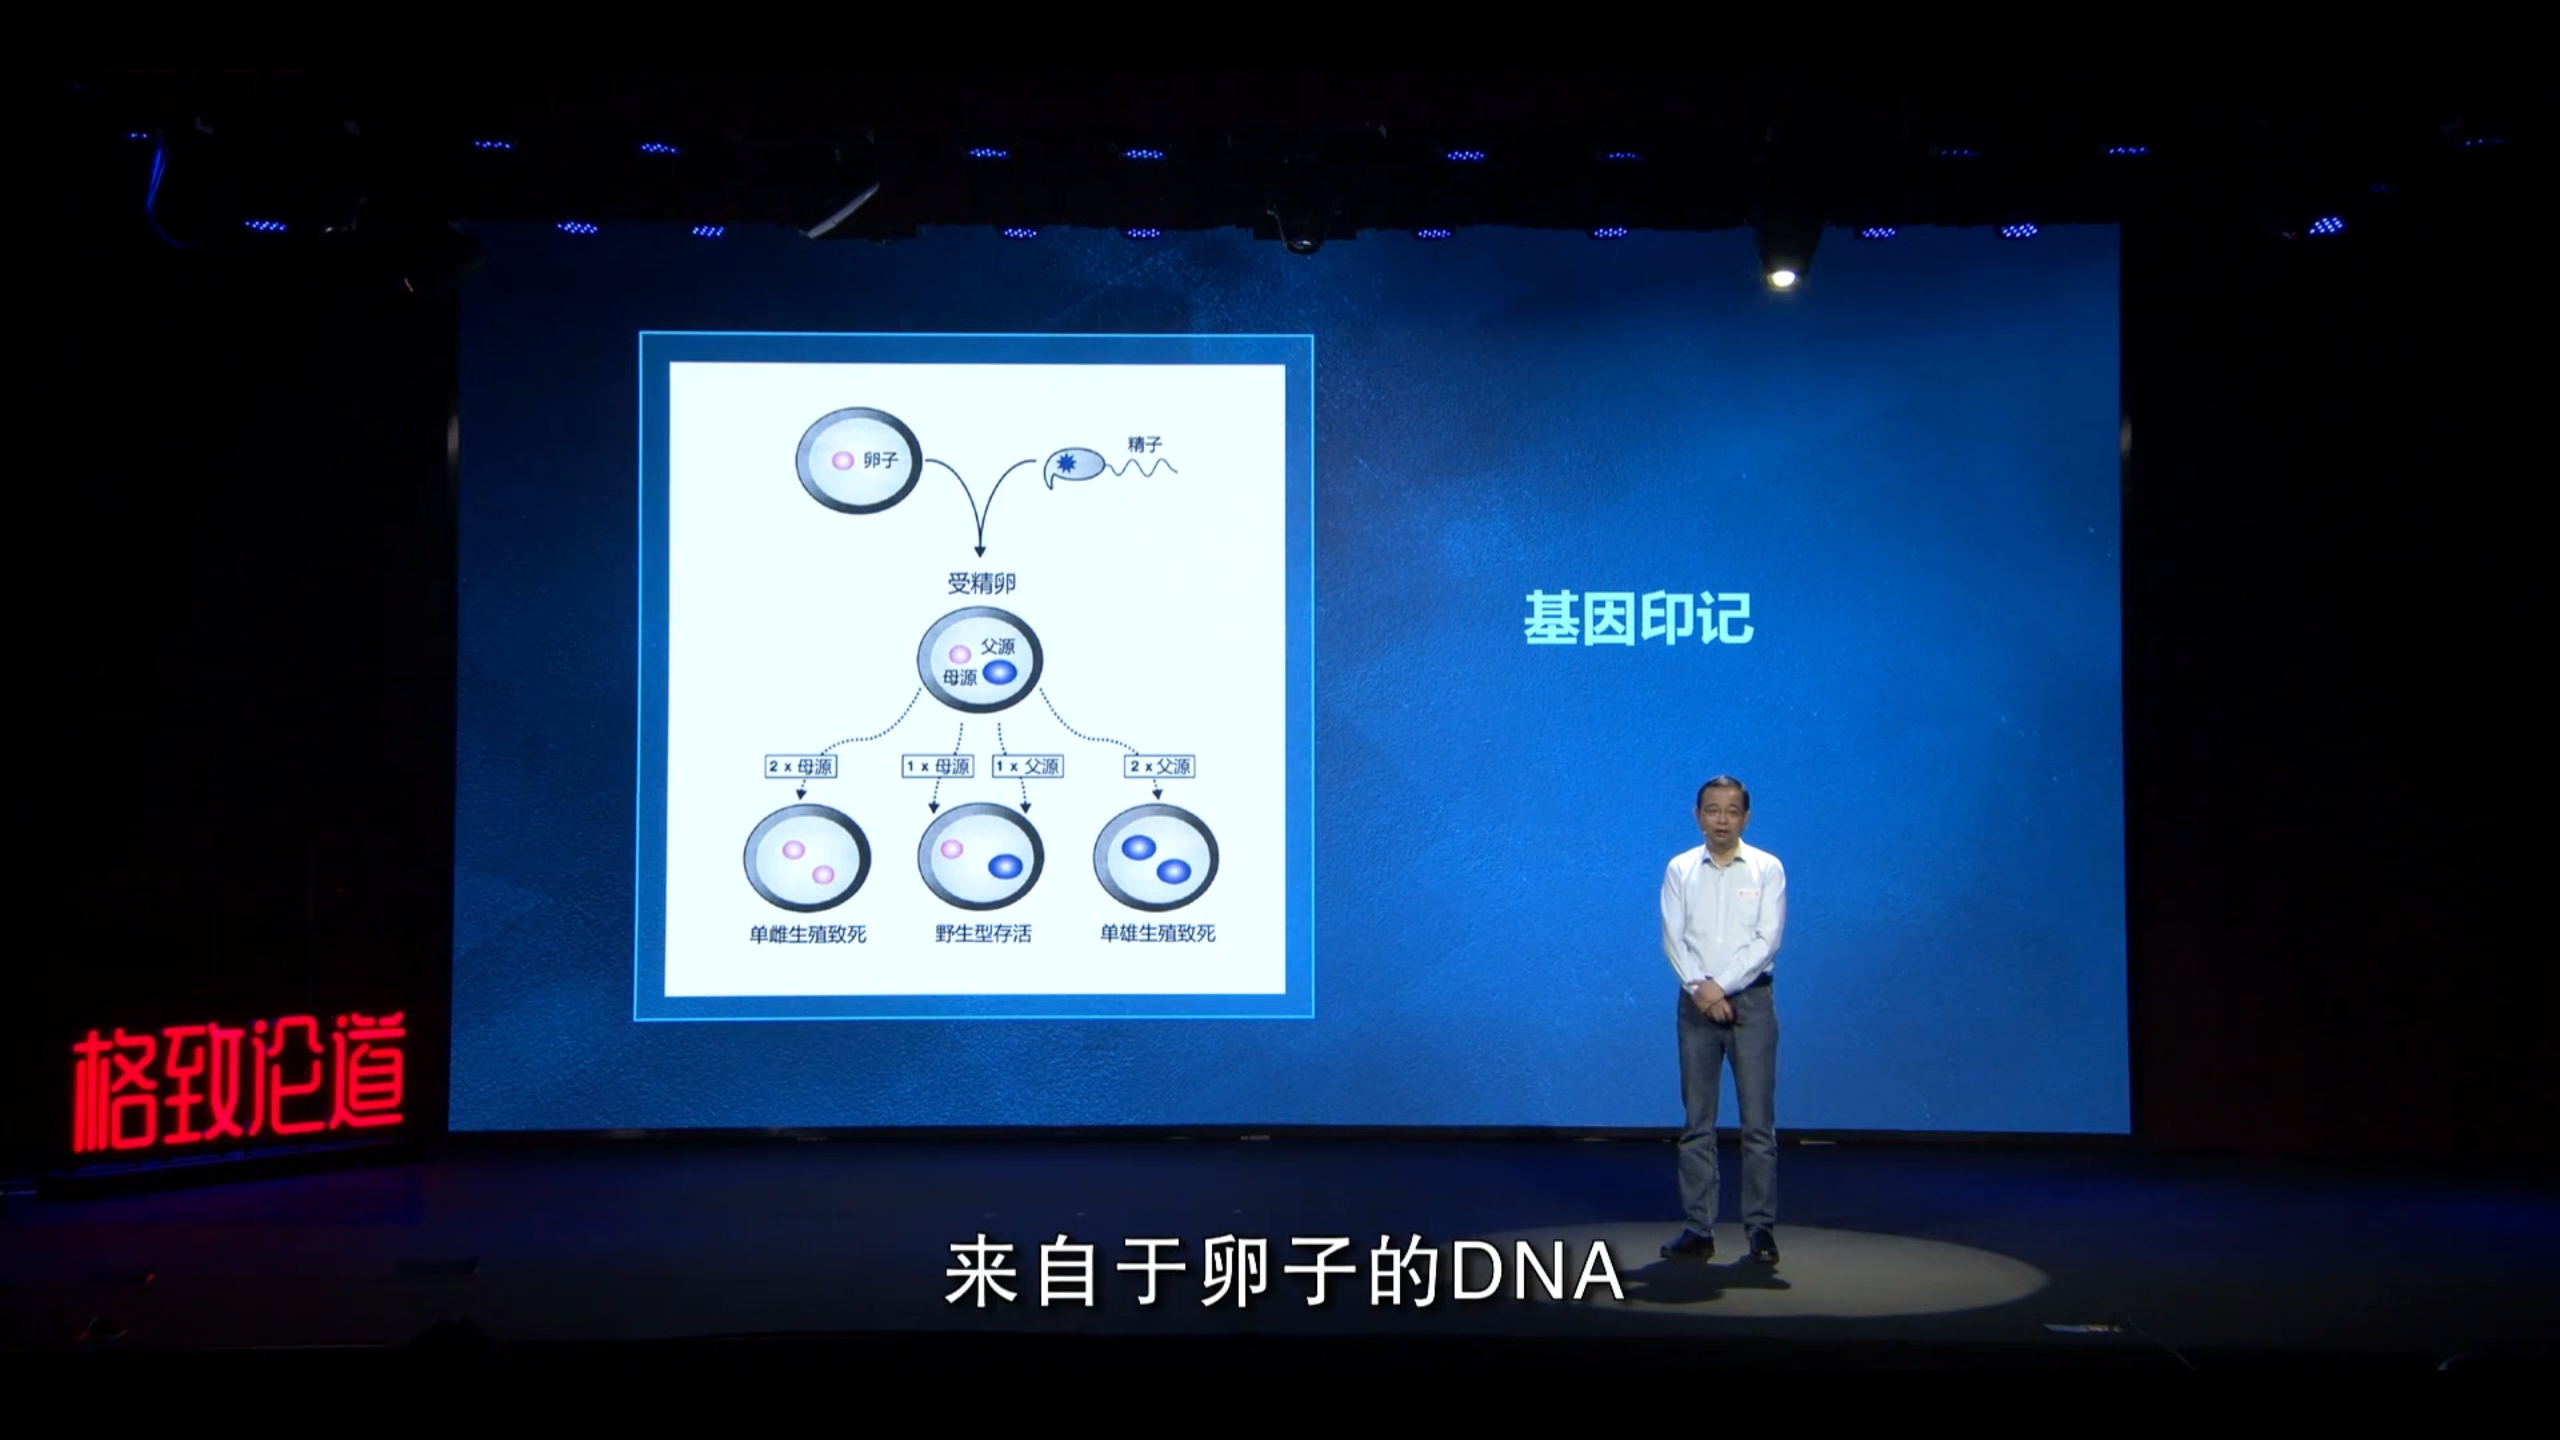 卵子
精子
受精卵
父源
母源
2 x 母源
1 x 母源
1 x 父源
2 x 父源
单雌生殖致死
野生型存活
单雄生殖致死
基因印记
格致论道
来自于卵子的DNA